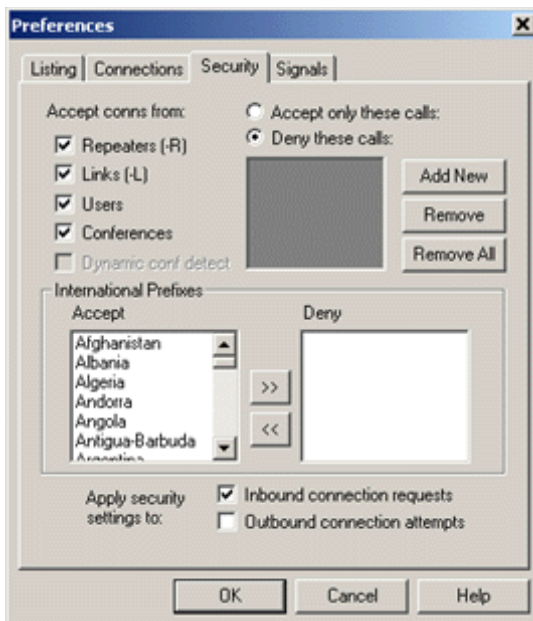 Preferences
Listing Connections Security Signals
Accept conns from:
Repeaters (-R)
Links (-L)
Users
Conferences
Dynamic conf detect
Accept only these calls:
Deny these calls:
Add New
Remove
Remove All
International Prefixes
Accept
Afghanistan
Albania
Algeria
Andorra
Angola
Antigua-Barbuda
Argentina
>>
<<
Deny
Apply security
settings to:
Inbound connection requests
Outbound connection attempts
OK Cancel Help